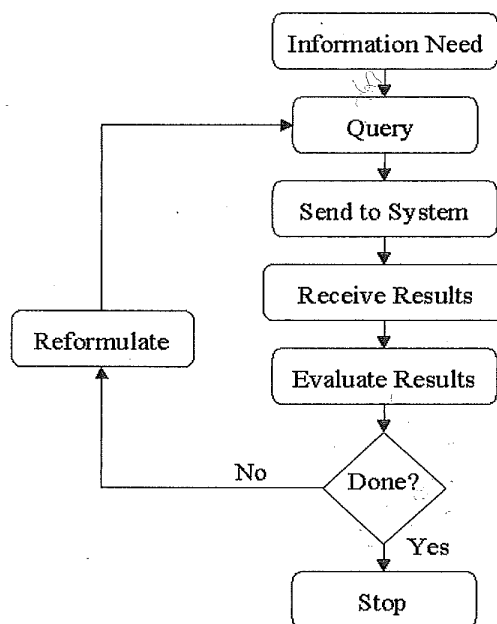 Information Need
Query
Send to System
Receive Results
Reformulate
Evaluate Results
Done?
No
Yes
Stop